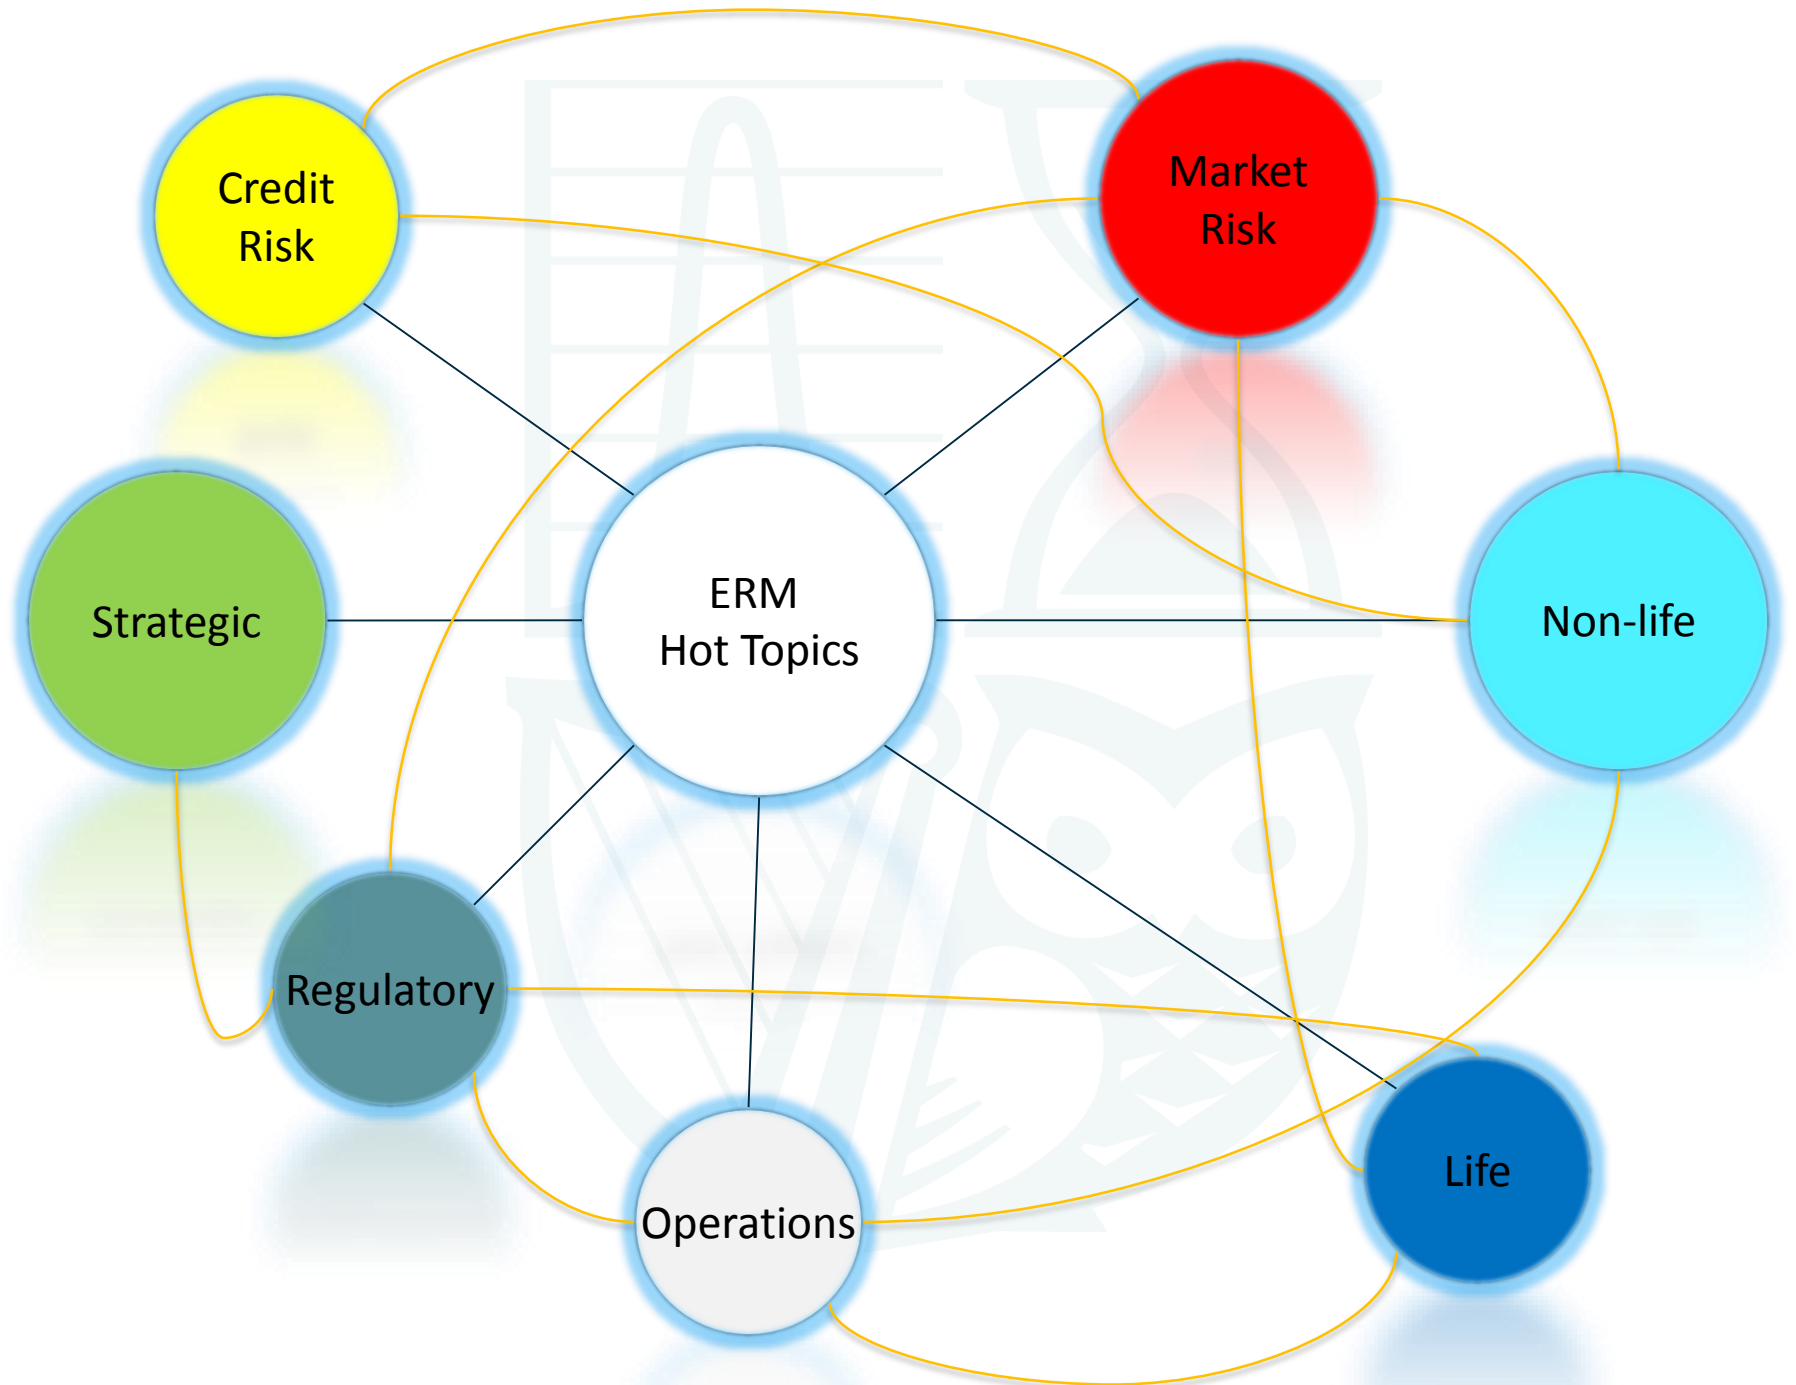 Credit
Risk
Market
Risk
ERM
Hot Topics
Strategic
Non-life
Regulatory
Operations
Life